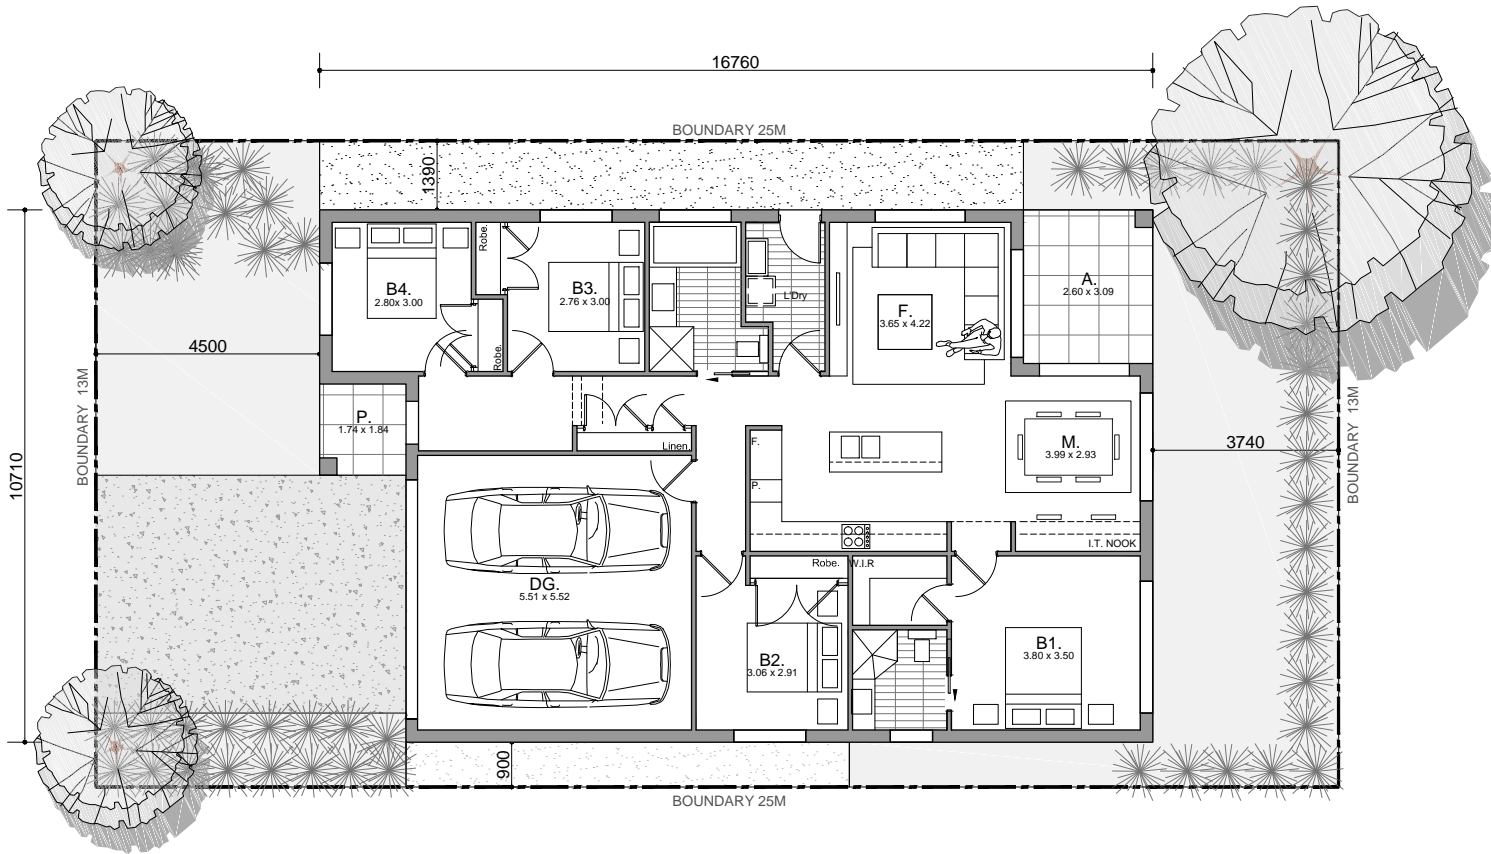 16760
BOUNDARY 25M
1390
Robe.
B4.
2.80x 3.00
B3.
2.76 x 3.00
L'Dry
F.
3.65 x 4.22
A.
2.60 x 3.09
4500
Robe.
BOUNDARY 13M
P.
1.74 x 1.84
Linen.
F.
P.
M.
3.99 x 2.93
3740
BOUNDARY 13M
10710
I.T. NOOK
DG.
5.51 x 5.52
Robe.
W.I.R
B2.
3.06 x 2.91
B1.
3.80 x 3.50
900
BOUNDARY 25M